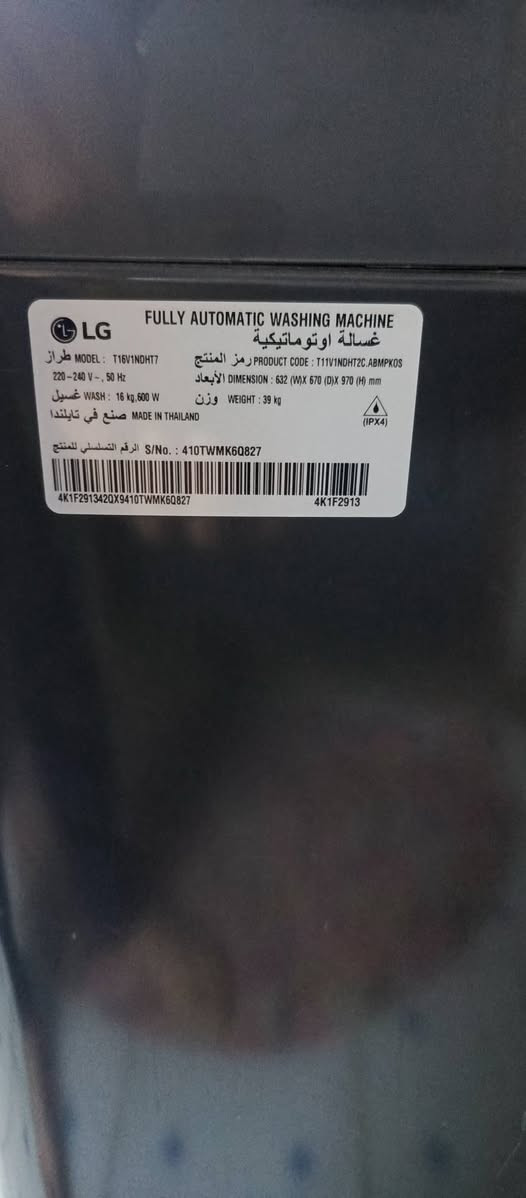 LG
FULLY AUTOMATIC WASHING MACHINE
غسالة اوتوماتيكية
طراز MODEL : T16V1NDHT7
رمز المنتج PRODUCT CODE : T11V1NDHT2C.ABMPKOS
220-240 V~, 50 Hz
الأبعاد DIMENSION : 632 (W)X 670 (D)X 970 (H) mm
غسيل WASH : 16 kg,600 W
وزن WEIGHT : 39 kg
(IPX4)
صنع في تايلندا MADE IN THAILAND
الرقم التسلسلي للمنتج S/No. : 410TWMK6Q827
4K1F291342QX9410TWMK6Q827
4K1F2913